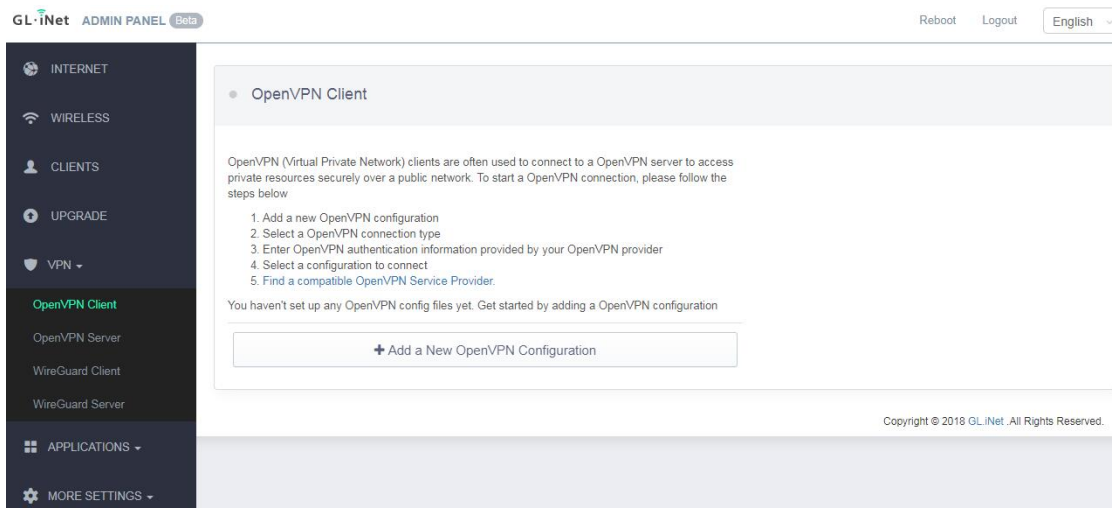 GL·iNet ADMIN PANEL Beta
Reboot Logout English
INTERNET
WIRELESS
CLIENTS
UPGRADE
VPN
OpenVPN Client
OpenVPN Server
WireGuard Client
WireGuard Server
APPLICATIONS
MORE SETTINGS
OpenVPN Client
OpenVPN (Virtual Private Network) clients are often used to connect to a OpenVPN server to access
private resources securely over a public network. To start a OpenVPN connection, please follow the
steps below
1. Add a new OpenVPN configuration
2. Select a OpenVPN connection type
3. Enter OpenVPN authentication information provided by your OpenVPN provider
4. Select a configuration to connect
5. Find a compatible OpenVPN Service Provider.
You haven't set up any OpenVPN config files yet. Get started by adding a OpenVPN configuration
+ Add a New OpenVPN Configuration
Copyright © 2018 GL.iNet .All Rights Reserved.